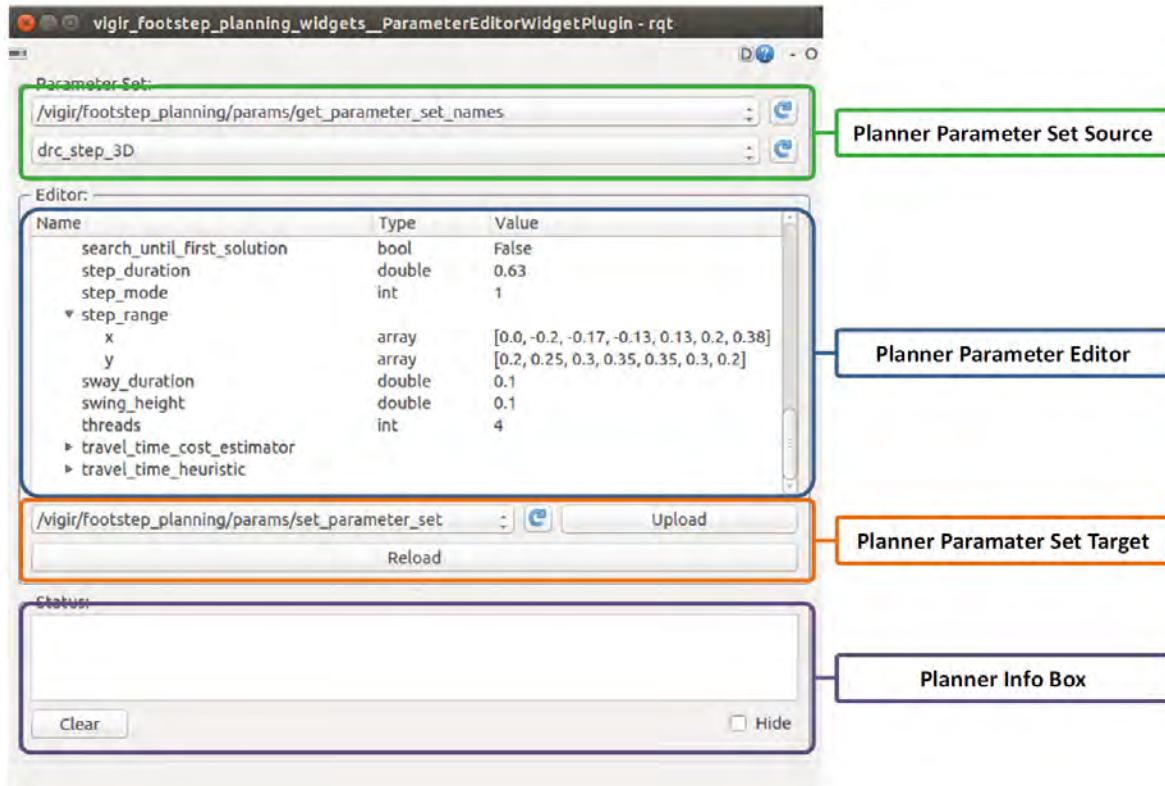 vigir_footstep_planning_widgets__ParameterEditorWidgetPlugin - rqt
D ? - O
Parameter Set:
/vigir/footstep_planning/params/get_parameter_set_names
Planner Parameter Set Source
drc_step_3D
Editor:
Name Type Value
search_until_first_solution bool False
step_duration double 0.63
step_mode int 1
step_range
x array [0.0, -0.2, -0.17, -0.13, 0.13, 0.2, 0.38]
y array [0.2, 0.25, 0.3, 0.35, 0.35, 0.3, 0.2]
Planner Parameter Editor
sway_duration double 0.1
swing_height double 0.1
threads int 4
travel_time_cost_estimator
travel_time_heuristic
/vigir/footstep_planning/params/set_parameter_set Upload
Planner Paramater Set Target
Reload
Status:
Planner Info Box
Clear Hide